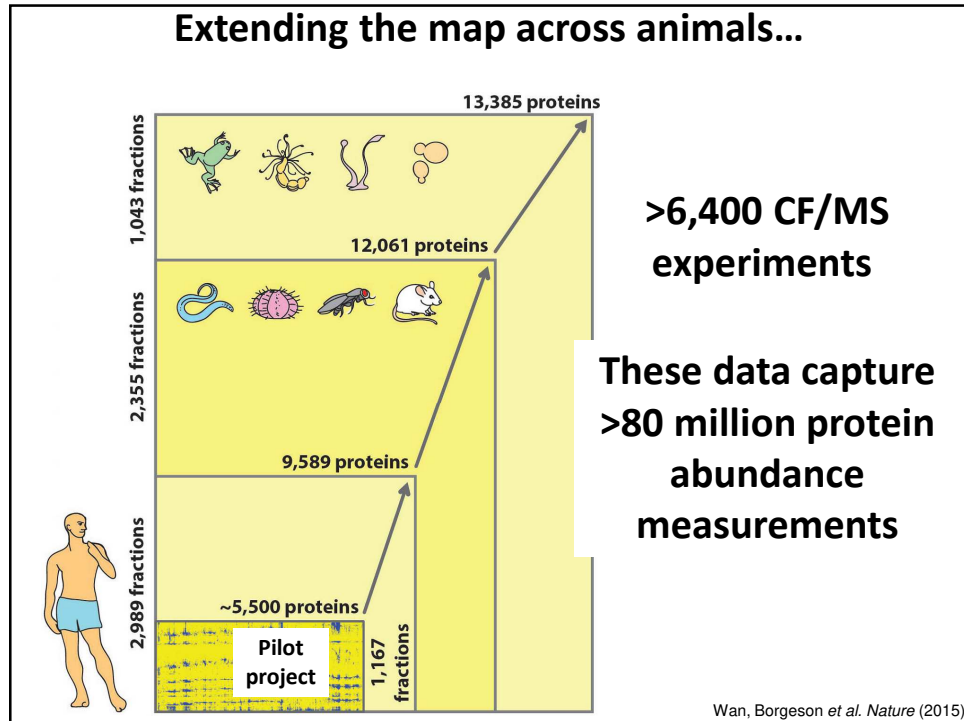 Extending the map across animals…
13,385 proteins
1,043 fractions
12,061 proteins
2,355 fractions
9,589 proteins
2,989 fractions
~5,500 proteins
Pilot
project
1,167
fractions
>6,400 CF/MS
experiments
These data capture
>80 million protein
abundance
measurements
Wan, Borgeson et al. Nature (2015)